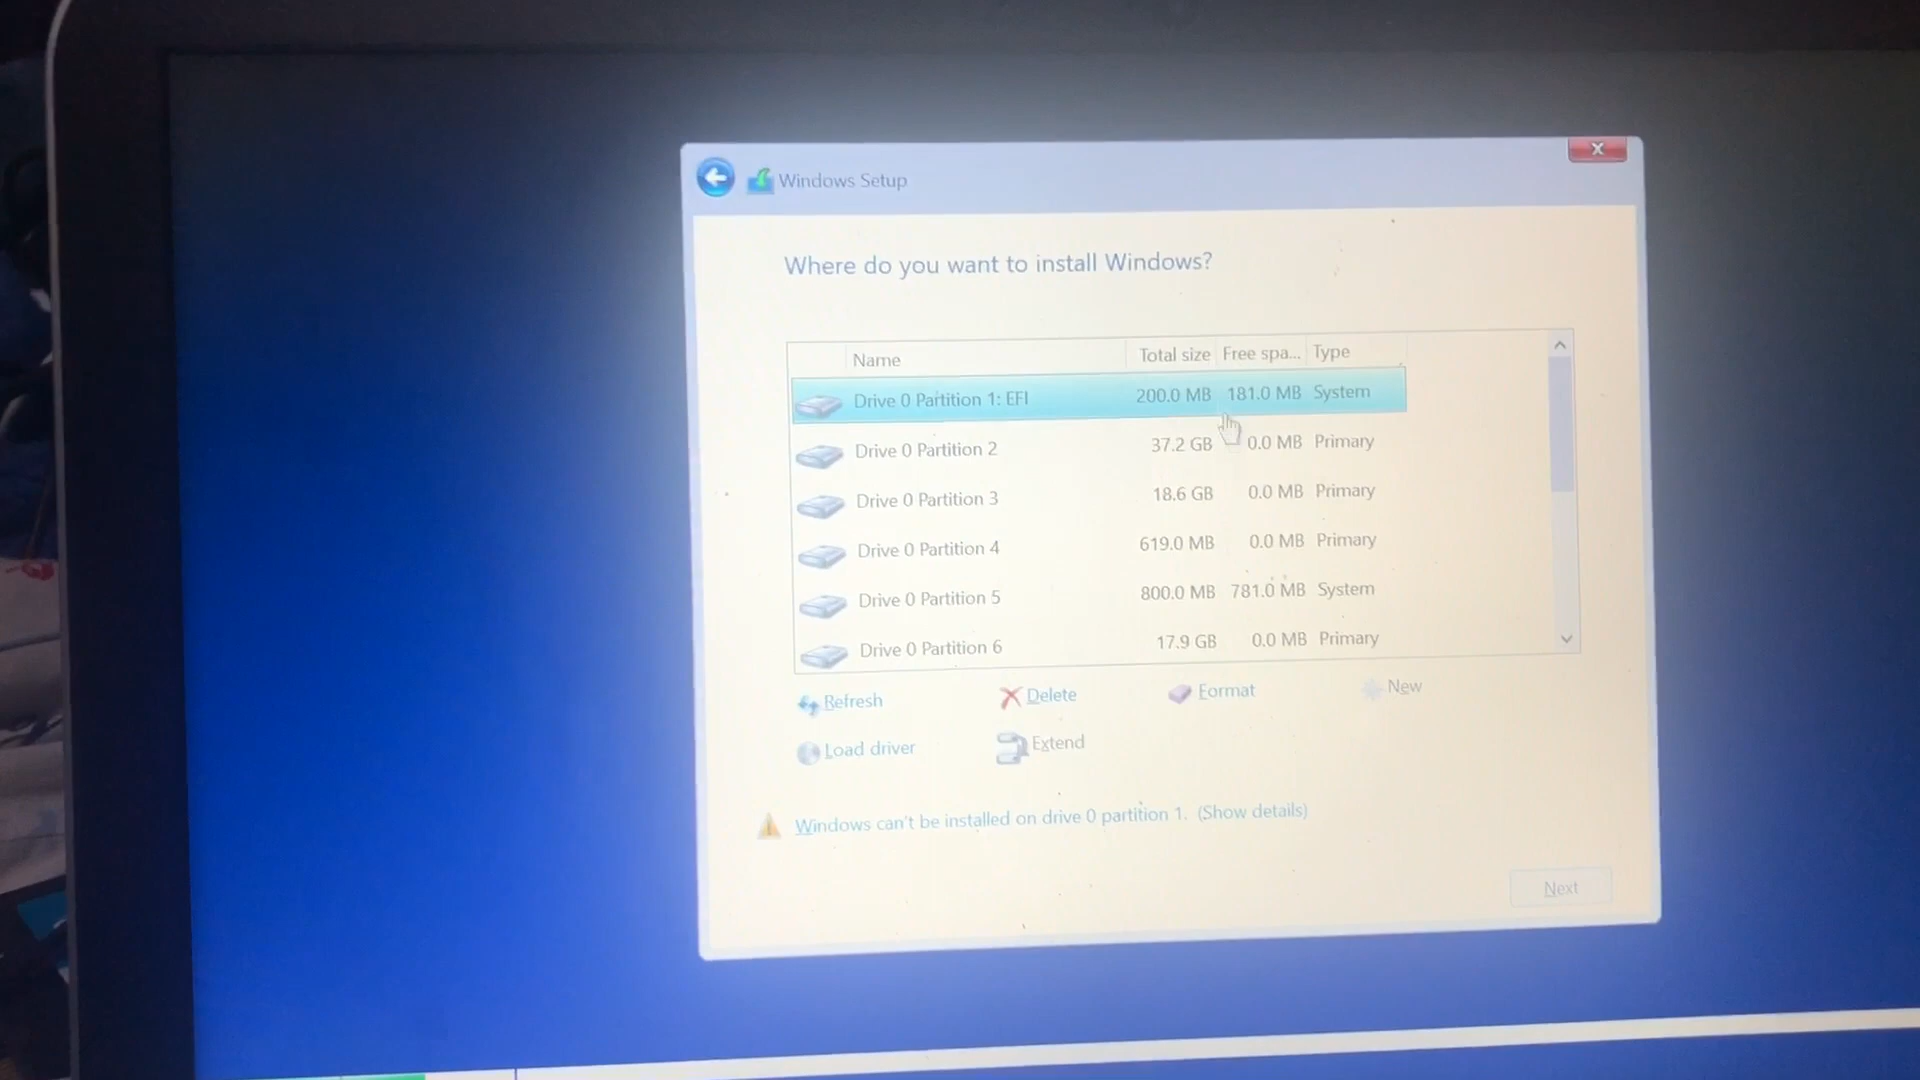 Windows Setup
Where do you want to install Windows?
Name Total size Free spa... Type
Drive 0 Partition 1: EFI 200.0 MB 181.0 MB System
Drive 0 Partition 2 37.2 GB 0.0 MB Primary
Drive 0 Partition 3 18.6 GB 0.0 MB Primary
Drive 0 Partition 4 619.0 MB 0.0 MB Primary
Drive 0 Partition 5 800.0 MB 781.0 MB System
Drive 0 Partition 6 17.9 GB 0.0 MB Primary
Refresh Delete Format New
Load driver Extend
Windows can't be installed on drive 0 partition 1. (Show details)
Next